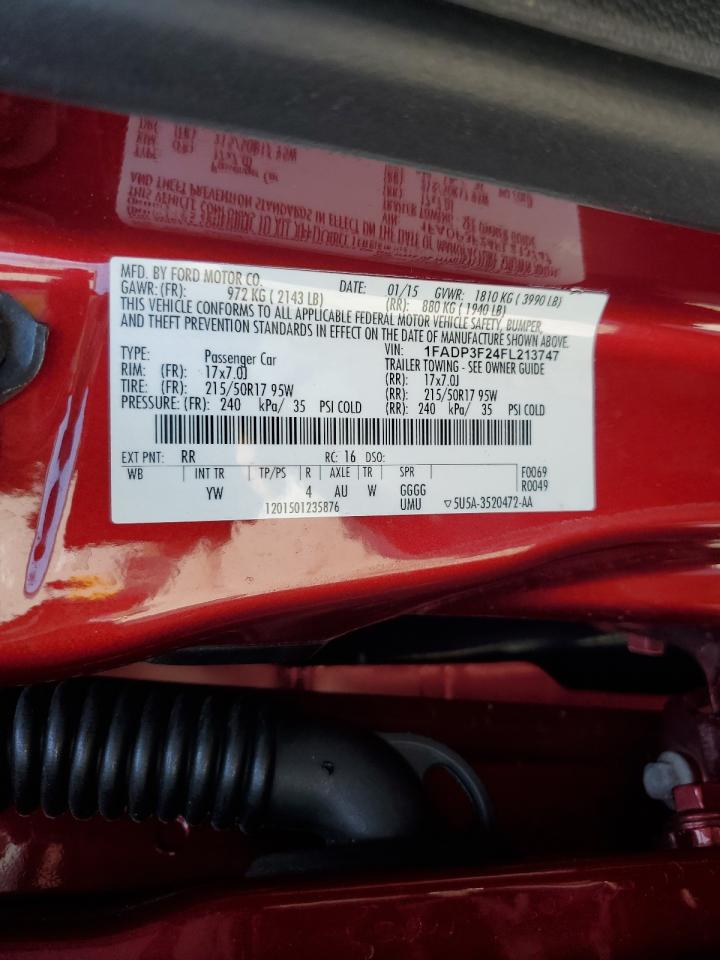 MFD. BY FORD MOTOR CO. DATE: 01/15 GVWR: 1810 KG ( 3990 LB)
GAWR: (FR): 972 KG ( 2143 LB) (RR): 880 KG ( 1940 LB)
THIS VEHICLE CONFORMS TO ALL APPLICABLE FEDERAL MOTOR VEHICLE SAFETY, BUMPER,
AND THEFT PREVENTION STANDARDS IN EFFECT ON THE DATE OF MANUFACTURE SHOWN ABOVE.
VIN: 1FADP3F24FL213747
TYPE: Passenger Car TRAILER TOWING - SEE OWNER GUIDE
RIM: (FR): 17x7.0J (RR): 17x7.0J
TIRE: (FR): 215/50R17 95W (RR): 215/50R17 95W
PRESSURE: (FR): 240 kPa/ 35 PSI COLD (RR): 240 kPa/ 35 PSI COLD
EXT PNT: RR RC: 16 DSO:
WB INT TR TP/PS R AXLE TR SPR F0069
YW 4 AU W GGGG R0049
1201501235876 UMU ▽5U5A-3520472-AA